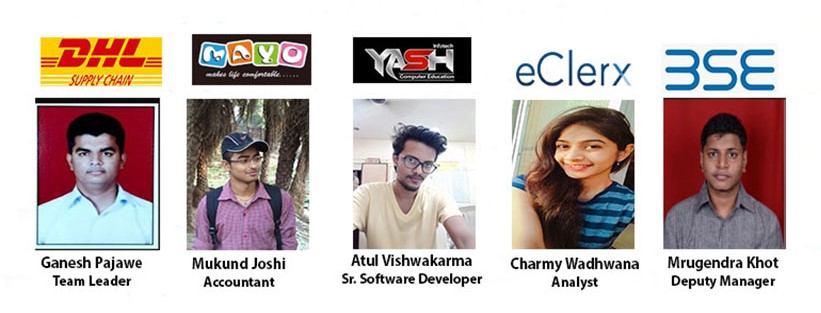 DHL
SUPPLY CHAIN
MAYO
makes life comfortable......
Infotech
YASH
Computer Education
eClerx
BSE
Ganesh Pajawe
Team Leader
Mukund Joshi
Accountant
Atul Vishwakarma
Sr. Software Developer
Charmy Wadhwana
Analyst
Mrugendra Khot
Deputy Manager